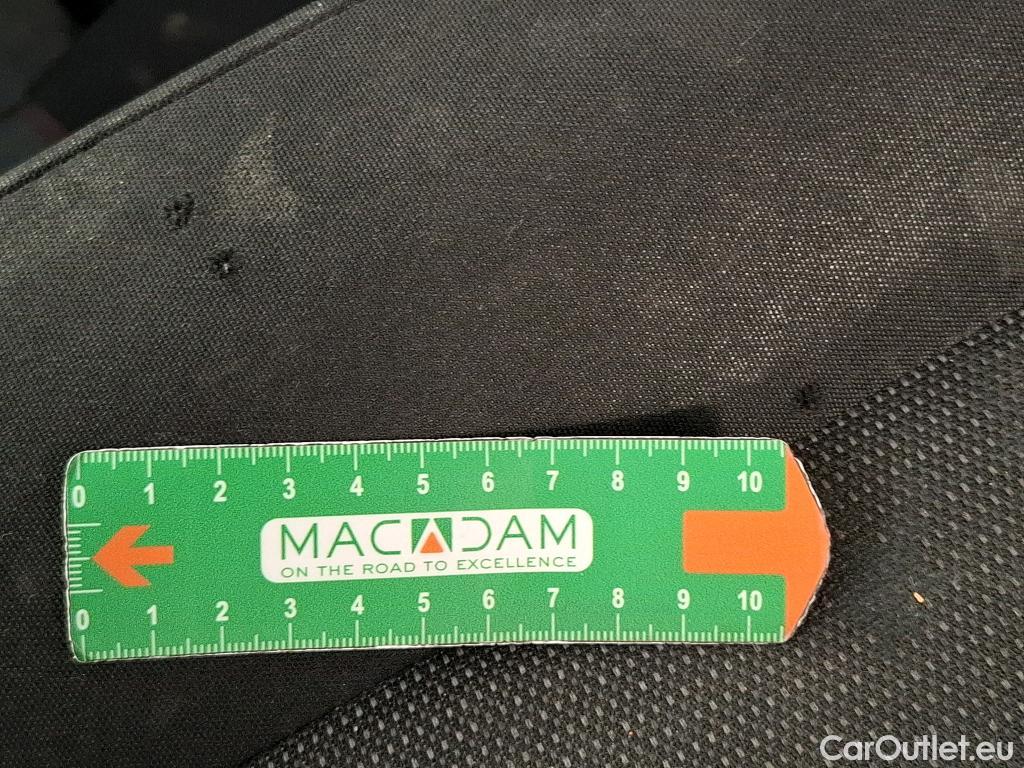 0 1 2 3 4 5 6 7 8 9 10
MACADAM
ON THE ROAD TO EXCELLENCE
0 1 2 3 4 5 6 7 8 9 10
CarOutlet.eu